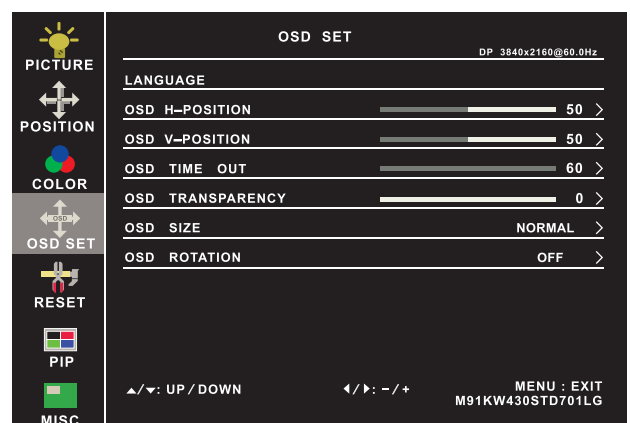 PICTURE
POSITION
COLOR
OSD
OSD SET
RESET
PIP
MISC
OSD SET
DP 3840x2160@60.0Hz
LANGUAGE
OSD H–POSITION 50 >
OSD V–POSITION 50 >
OSD TIME OUT 60 >
OSD TRANSPARENCY 0 >
OSD SIZE NORMAL >
OSD ROTATION OFF >
▲/▼: UP / DOWN ◀/▶: – / + MENU : EXIT
M91KW430STD701LG